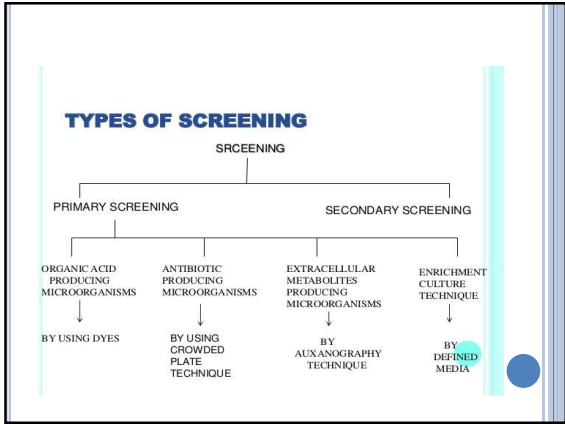 TYPES OF SCREENING
SRCEENING
PRIMARY SCREENING
SECONDARY SCREENING
ORGANIC ACID
PRODUCING
MICROORGANISMS
BY USING DYES
ANTIBIOTIC
PRODUCING
MICROORGANISMS
BY USING
CROWDED
PLATE
TECHNIQUE
EXTRACELLULAR
METABOLITES
PRODUCING
MICROORGANISMS
BY
AUXANOGRAPHY
TECHNIQUE
ENRICHMENT
CULTURE
TECHNIQUE
BY
DEFINED
MEDIA